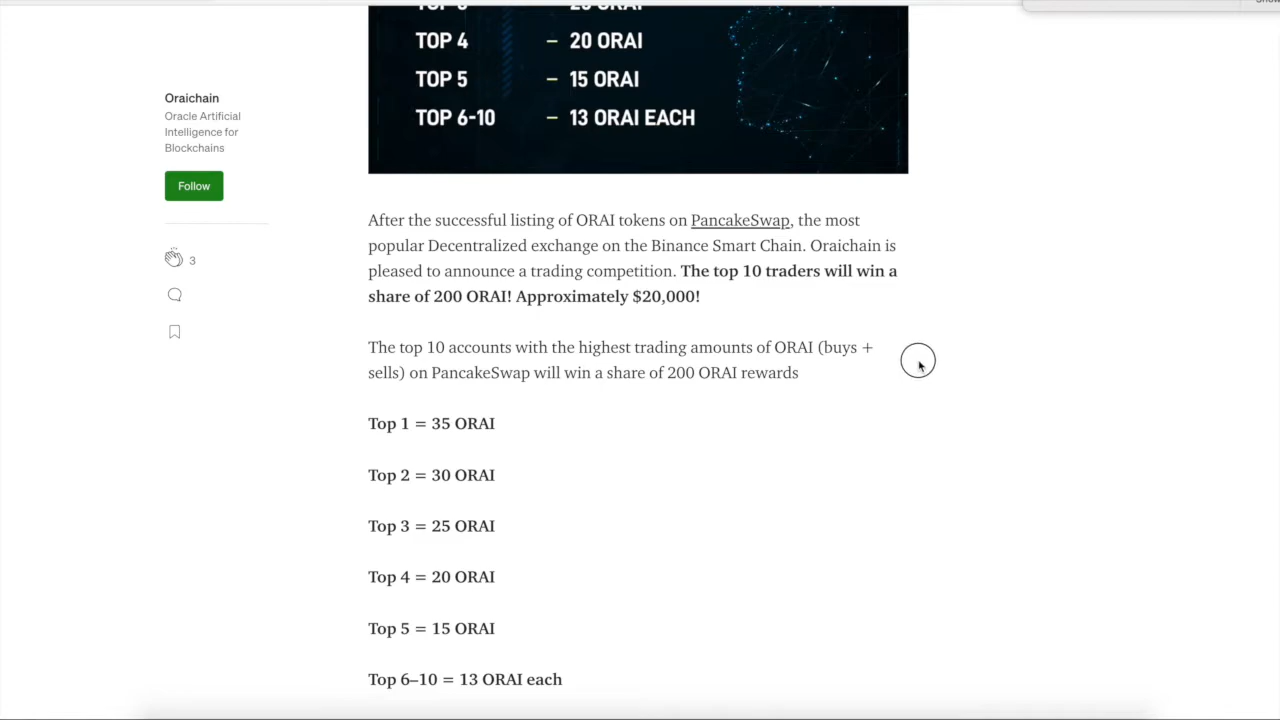 TOP 4 – 20 ORAI
TOP 5 – 15 ORAI
TOP 6-10 – 13 ORAI EACH
Oraichain
Oracle Artificial
Intelligence for
Blockchains
Follow
3
After the successful listing of ORAI tokens on PancakeSwap, the most
popular Decentralized exchange on the Binance Smart Chain. Oraichain is
pleased to announce a trading competition. The top 10 traders will win a
share of 200 ORAI! Approximately $20,000!
The top 10 accounts with the highest trading amounts of ORAI (buys +
sells) on PancakeSwap will win a share of 200 ORAI rewards
Top 1 = 35 ORAI
Top 2 = 30 ORAI
Top 3 = 25 ORAI
Top 4 = 20 ORAI
Top 5 = 15 ORAI
Top 6–10 = 13 ORAI each